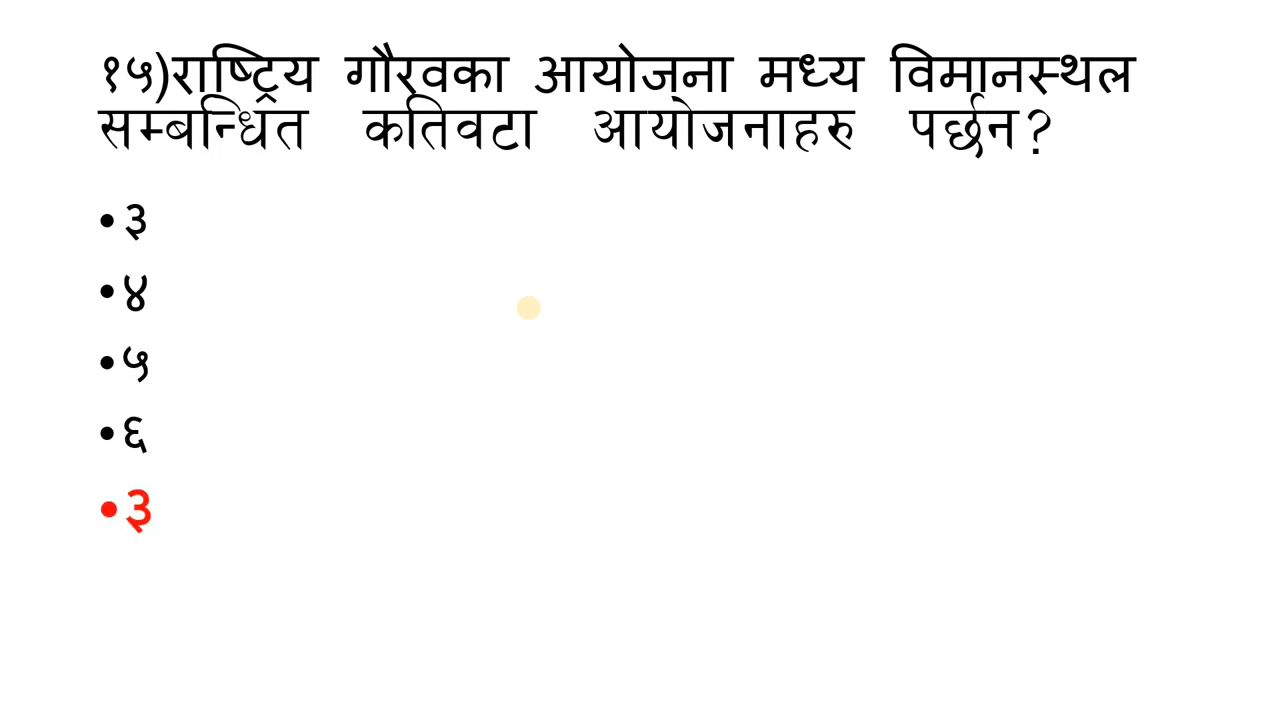 १५)राष्ट्रिय गौरवका आयोजना मध्य विमानस्थल
सम्बन्धित कतिवटा आयोजनाहरु पर्छन?
•३
•४
•५
•६
•३